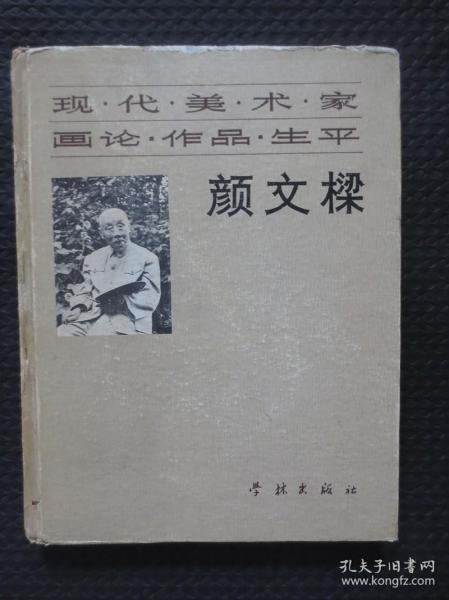 现·代·美·术·家
画论·作品·生平
颜文樑
学林出版社
孔夫子旧书网
www.kongfz.com